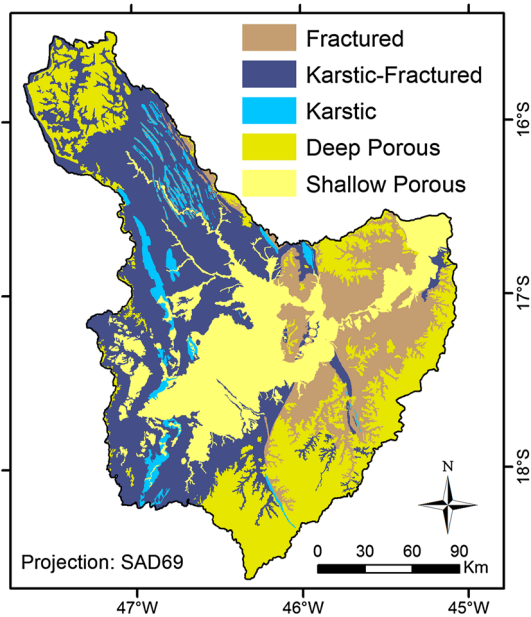 Fractured
Karstic-Fractured
Karstic
Deep Porous
Shallow Porous
16°S
17°S
18°S
N
0 30 60 90
Km
Projection: SAD69
47°W 46°W 45°W